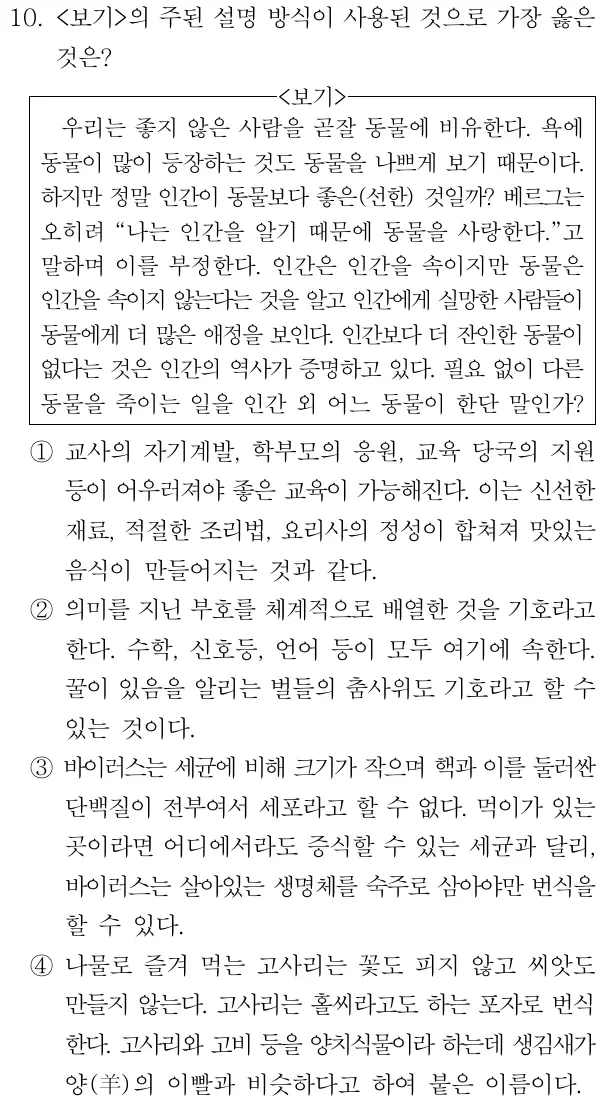 10. <보기>의 주된 설명 방식이 사용된 것으로 가장 옳은
것은?
<보기>
우리는 좋지 않은 사람을 곧잘 동물에 비유한다. 욕에
동물이 많이 등장하는 것도 동물을 나쁘게 보기 때문이다.
하지만 정말 인간이 동물보다 좋은(선한) 것일까? 베르그는
오히려 “나는 인간을 알기 때문에 동물을 사랑한다.”고
말하며 이를 부정한다. 인간은 인간을 속이지만 동물은
인간을 속이지 않는다는 것을 알고 인간에게 실망한 사람들이
동물에게 더 많은 애정을 보인다. 인간보다 더 잔인한 동물이
없다는 것은 인간의 역사가 증명하고 있다. 필요 없이 다른
동물을 죽이는 일을 인간 외 어느 동물이 한단 말인가?
① 교사의 자기계발, 학부모의 응원, 교육 당국의 지원
등이 어우러져야 좋은 교육이 가능해진다. 이는 신선한
재료, 적절한 조리법, 요리사의 정성이 합쳐져 맛있는
음식이 만들어지는 것과 같다.
② 의미를 지닌 부호를 체계적으로 배열한 것을 기호라고
한다. 수학, 신호등, 언어 등이 모두 여기에 속한다.
꿀이 있음을 알리는 벌들의 춤사위도 기호라고 할 수
있는 것이다.
③ 바이러스는 세균에 비해 크기가 작으며 핵과 이를 둘러싼
단백질이 전부여서 세포라고 할 수 없다. 먹이가 있는
곳이라면 어디에서라도 증식할 수 있는 세균과 달리,
바이러스는 살아있는 생명체를 숙주로 삼아야만 번식을
할 수 있다.
④ 나물로 즐겨 먹는 고사리는 꽃도 피지 않고 씨앗도
만들지 않는다. 고사리는 홀씨라고도 하는 포자로 번식
한다. 고사리와 고비 등을 양치식물이라 하는데 생김새가
양(羊)의 이빨과 비슷하다고 하여 붙은 이름이다.